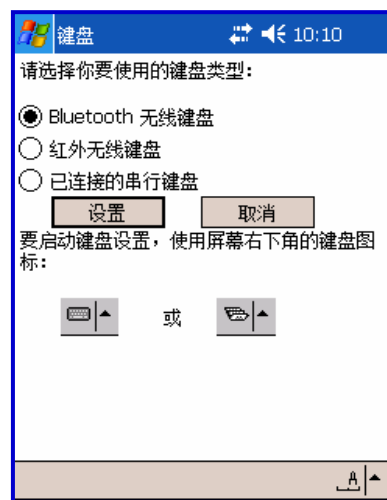 键盘 10:10
请选择你要使用的键盘类型：
Bluetooth 无线键盘
红外无线键盘
已连接的串行键盘
设置 取消
要启动键盘设置，使用屏幕右下角的键盘图
标：
或
A